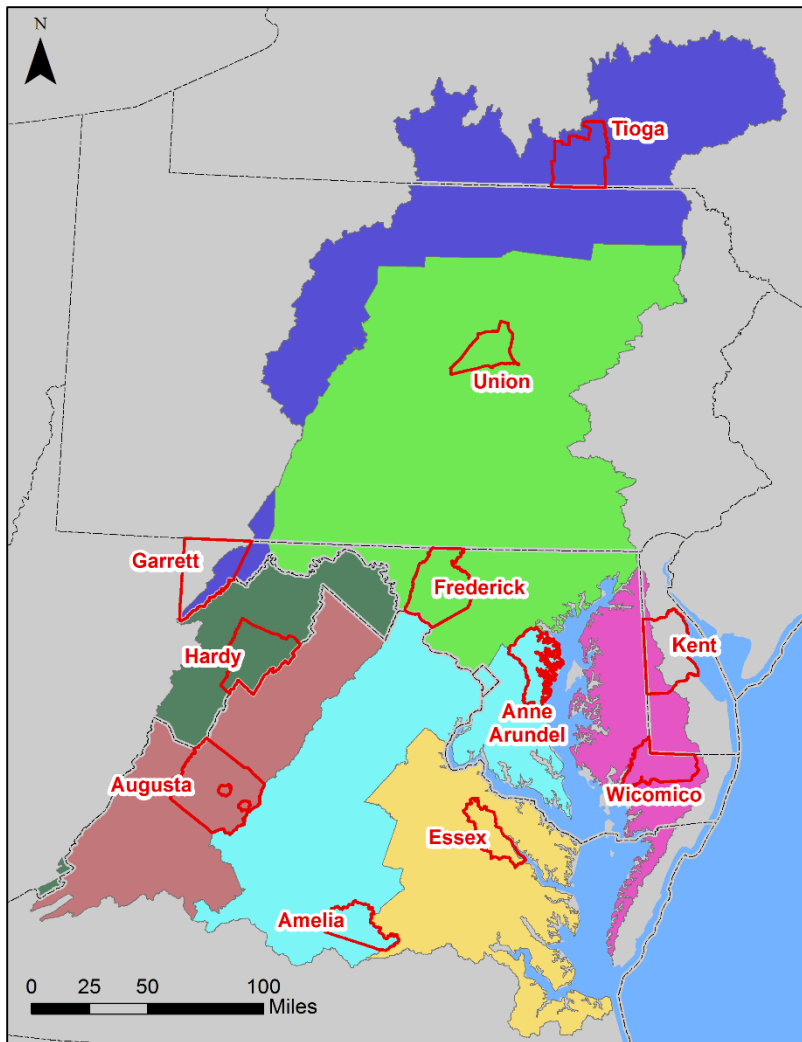 N
Tioga
Union
Garrett
Frederick
Hardy
Kent
Anne
Arundel
Augusta
Wicomico
Essex
Amelia
0 25 50 100
Miles